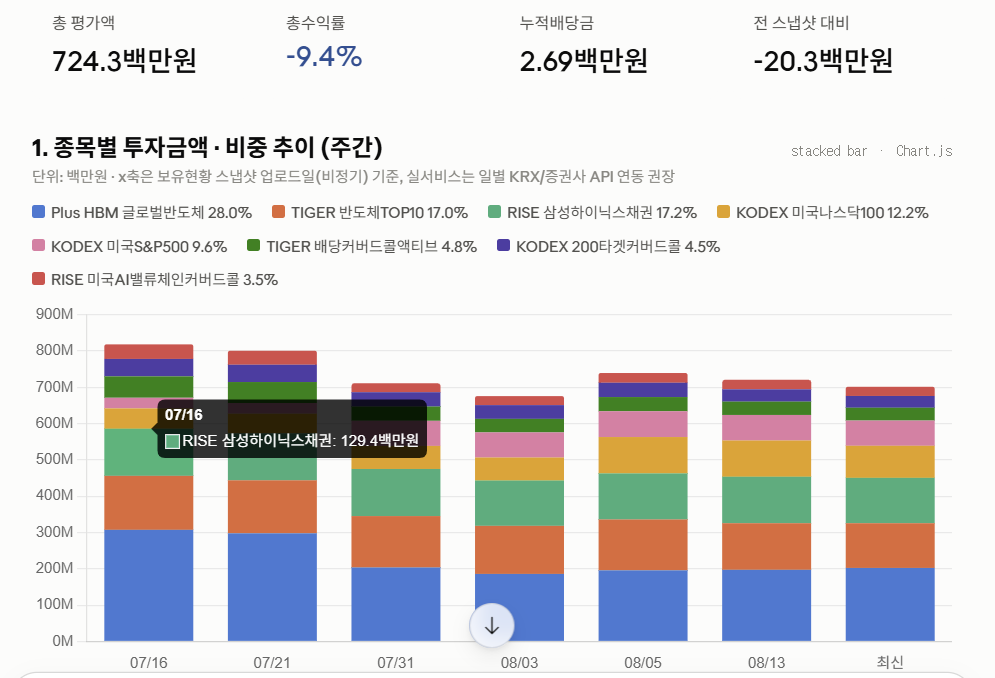 총 평가액 총수익률 누적배당금 전 스냅샷 대비
724.3백만원 -9.4% 2.69백만원 -20.3백만원
1. 종목별 투자금액 · 비중 추이 (주간) stacked bar · Chart.js
단위: 백만원 · x축은 보유현황 스냅샷 업로드일(비정기) 기준, 실서비스는 일별 KRX/증권사 API 연동 권장
Plus HBM 글로벌반도체 28.0% TIGER 반도체TOP10 17.0% RISE 삼성하이닉스채권 17.2% KODEX 미국나스닥100 12.2%
KODEX 미국S&P500 9.6% TIGER 배당커버드콜액티브 4.8% KODEX 200타겟커버드콜 4.5%
RISE 미국AI밸류체인커버드콜 3.5%
900M
800M
700M
600M
07/16
RISE 삼성하이닉스채권: 129.4백만원
500M
400M
300M
200M
100M
0M
07/16 07/21 07/31 08/03 08/05 08/13 최신